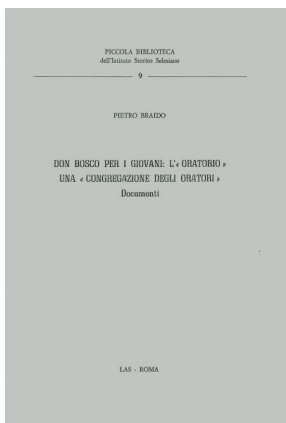 PICCOLA BIBLIOTECA
dell'Istituto Storico Salesiano
9
PIETRO BRAIDO
DON BOSCO PER I GIOVANI: L'« ORATORIO »
UNA « CONGREGAZIONE DEGLI ORATORI »
Documenti
LAS - ROMA